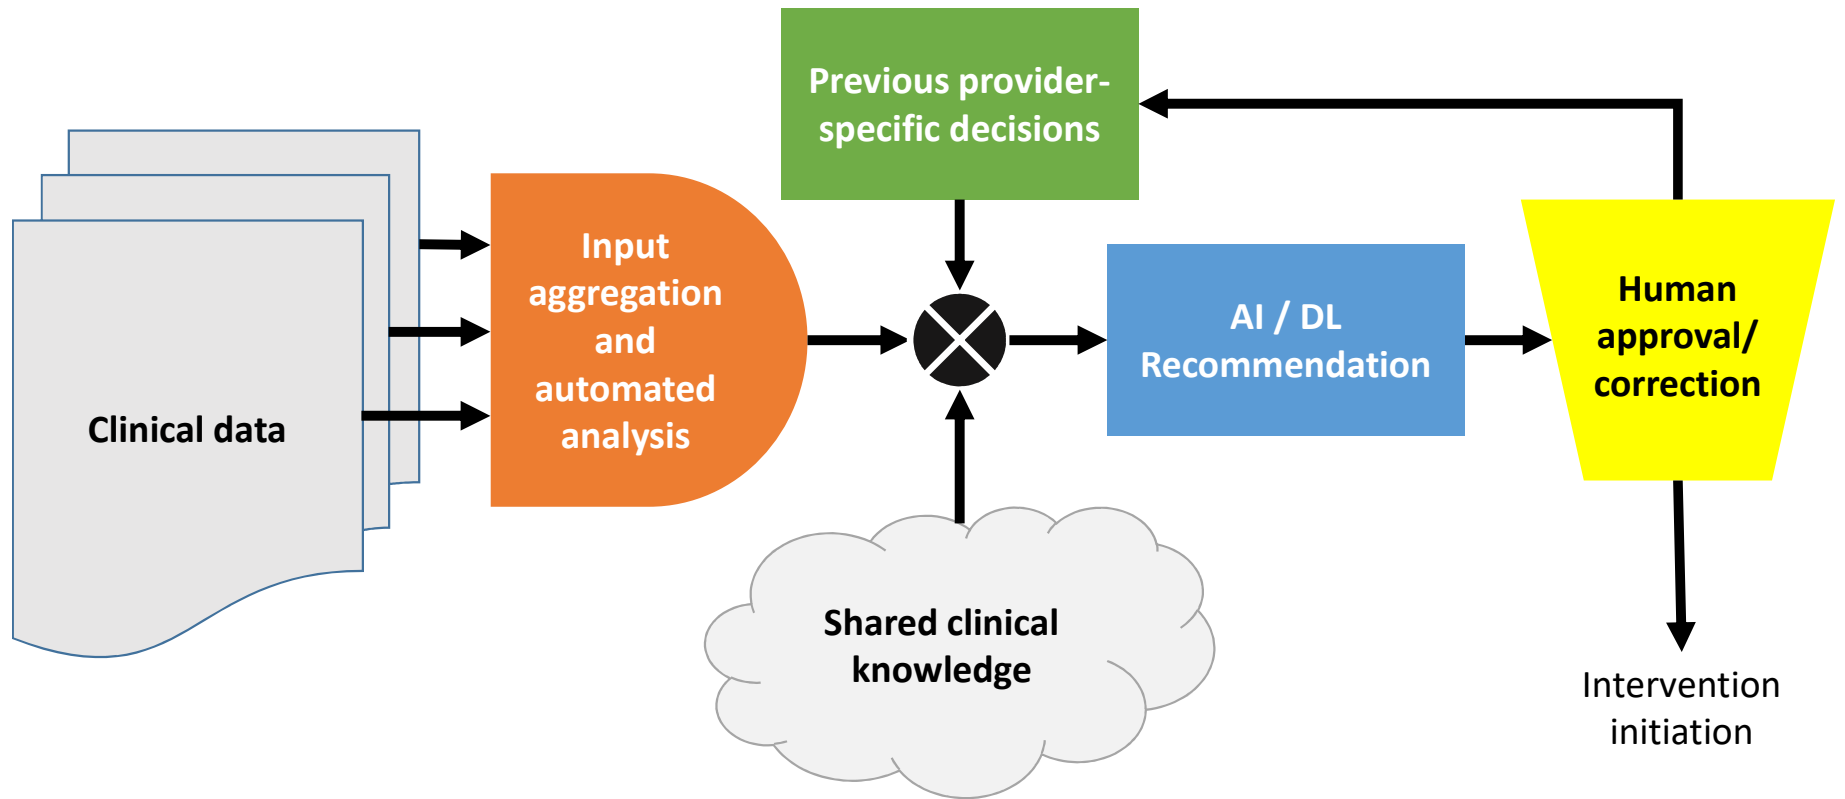 Previous provider-
specific decisions
Clinical data
Input
aggregation
and
automated
analysis
AI / DL
Recommendation
Human
approval/
correction
Shared clinical
knowledge
Intervention
initiation